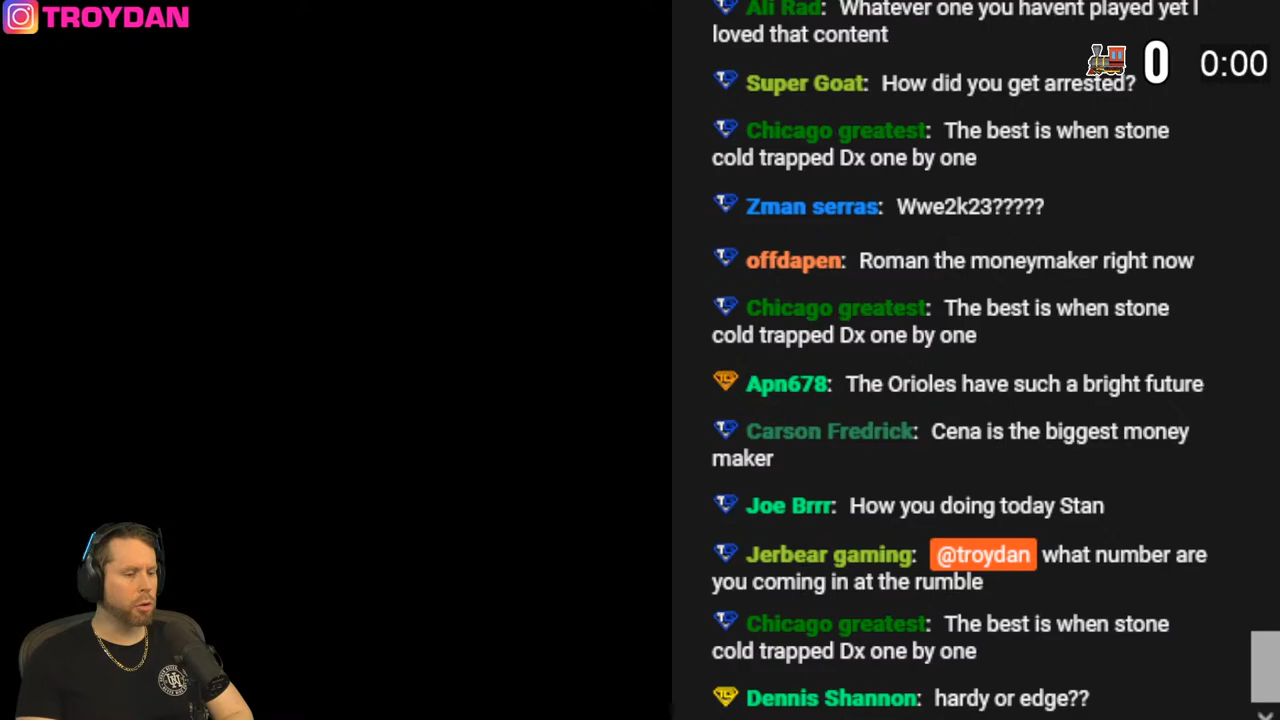 TROYDAN
Ali Rad: Whatever one you havent played yet I
loved that content
0 0:00
Super Goat: How did you get arrested?
Chicago greatest: The best is when stone
cold trapped Dx one by one
Zman serras: Wwe2k23?????
offdapen: Roman the moneymaker right now
Chicago greatest: The best is when stone
cold trapped Dx one by one
Apn678: The Orioles have such a bright future
Carson Fredrick: Cena is the biggest money
maker
Joe Brrr: How you doing today Stan
Jerbear gaming: @troydan what number are
you coming in at the rumble
Chicago greatest: The best is when stone
cold trapped Dx one by one
Dennis Shannon: hardy or edge??